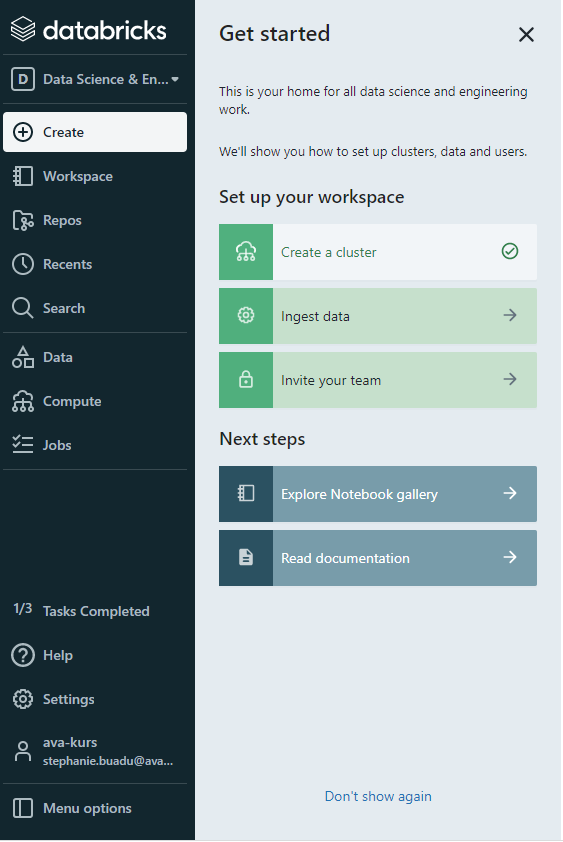 databricks
D Data Science & En...
Create
Workspace
Repos
Recents
Search
Data
Compute
Jobs
1/3 Tasks Completed
Help
Settings
ava-kurs
stephanie.buadu@ava...
Menu options
Get started
This is your home for all data science and engineering
work.
We'll show you how to set up clusters, data and users.
Set up your workspace
Create a cluster
Ingest data
Invite your team
Next steps
Explore Notebook gallery
Read documentation
Don't show again